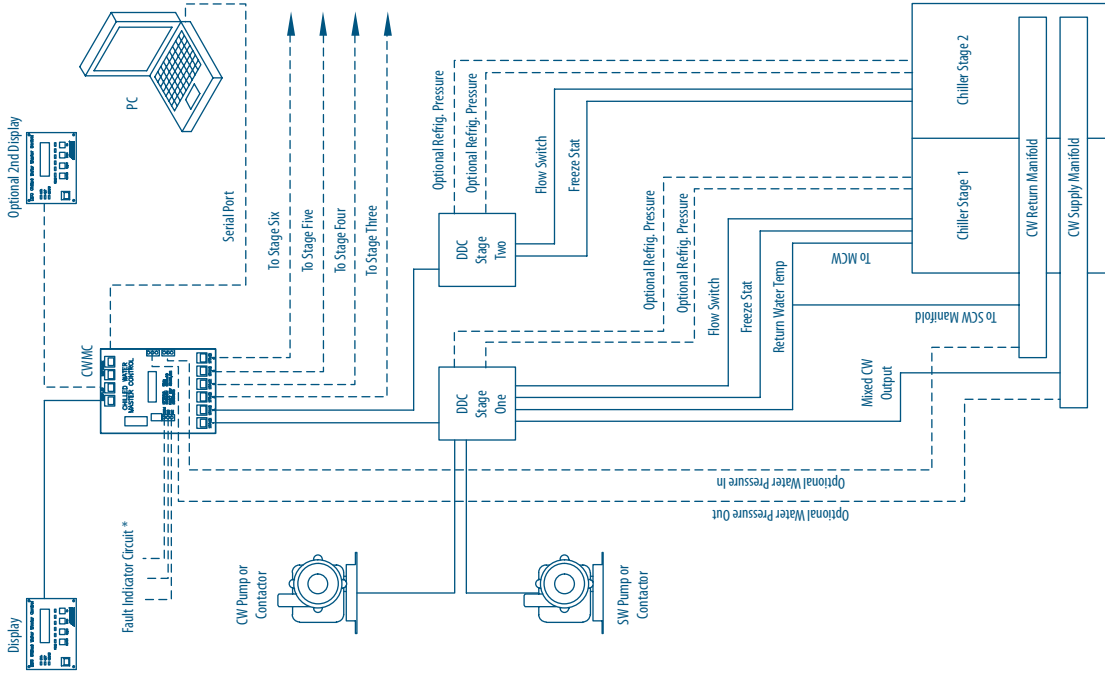 Display
Optional 2nd Display
PC
CWMC
CHILLED WATER
MASTER CONTROL
Fault Indicator Circuit *
Serial Port
To Stage Six
To Stage Five
To Stage Four
To Stage Three
DDC
Stage
One
DDC
Stage
Two
Optional Refrig. Pressure
Optional Refrig. Pressure
Flow Switch
Freeze Stat
Optional Refrig. Pressure
Optional Refrig. Pressure
Flow Switch
Freeze Stat
Return Water Temp
To MCW
To SCW Manifold
Mixed CW
Output
Optional Water Pressure In
Optional Water Pressure Out
CW Pump or
Contactor
SW Pump or
Contactor
Chiller Stage 1
Chiller Stage 2
CW Return Manifold
CW Supply Manifold